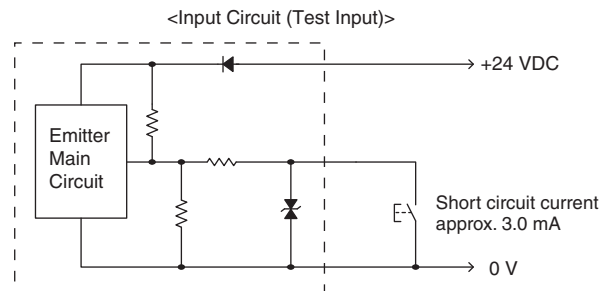 <Input Circuit (Test Input)>
+24 VDC
Emitter
Main
Circuit
Short circuit current
approx. 3.0 mA
0 V